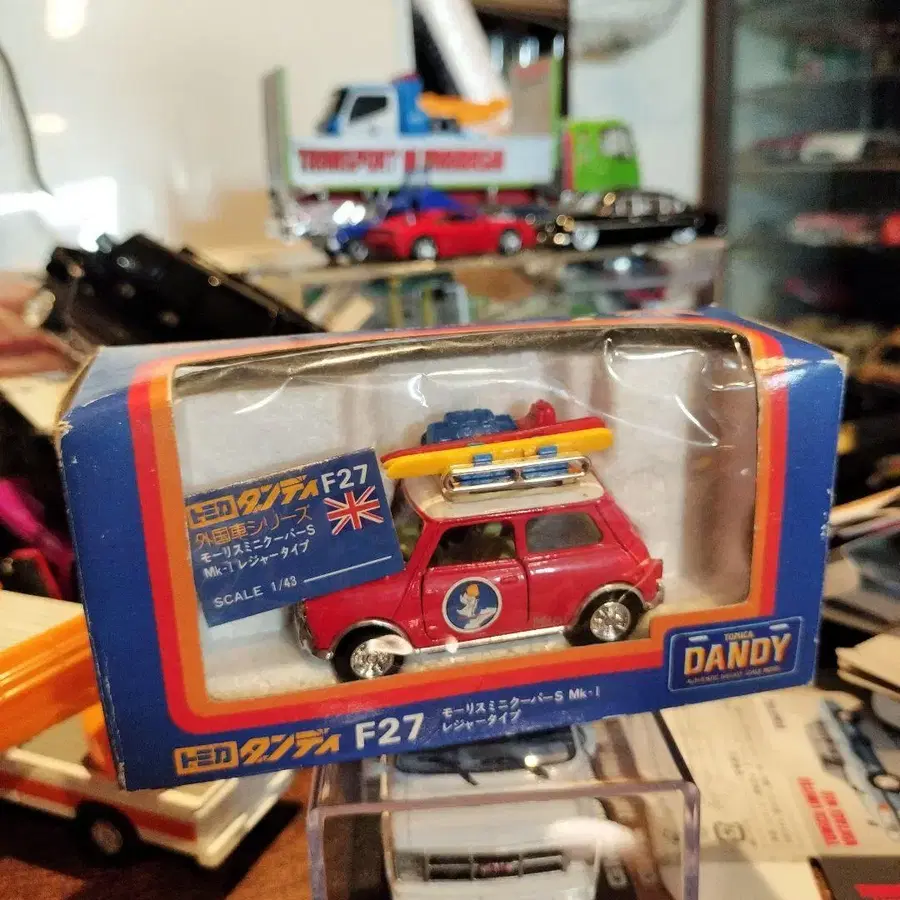 TRANSPORT
トミカ ダンディ F27
外国車シリーズ
モーリスミニクーパーS
Mk-I レジャータイプ
SCALE 1/43
TOMICA
DANDY
トミカ ダンディ F27
モーリスミニクーパーS Mk-I
レジャータイプ